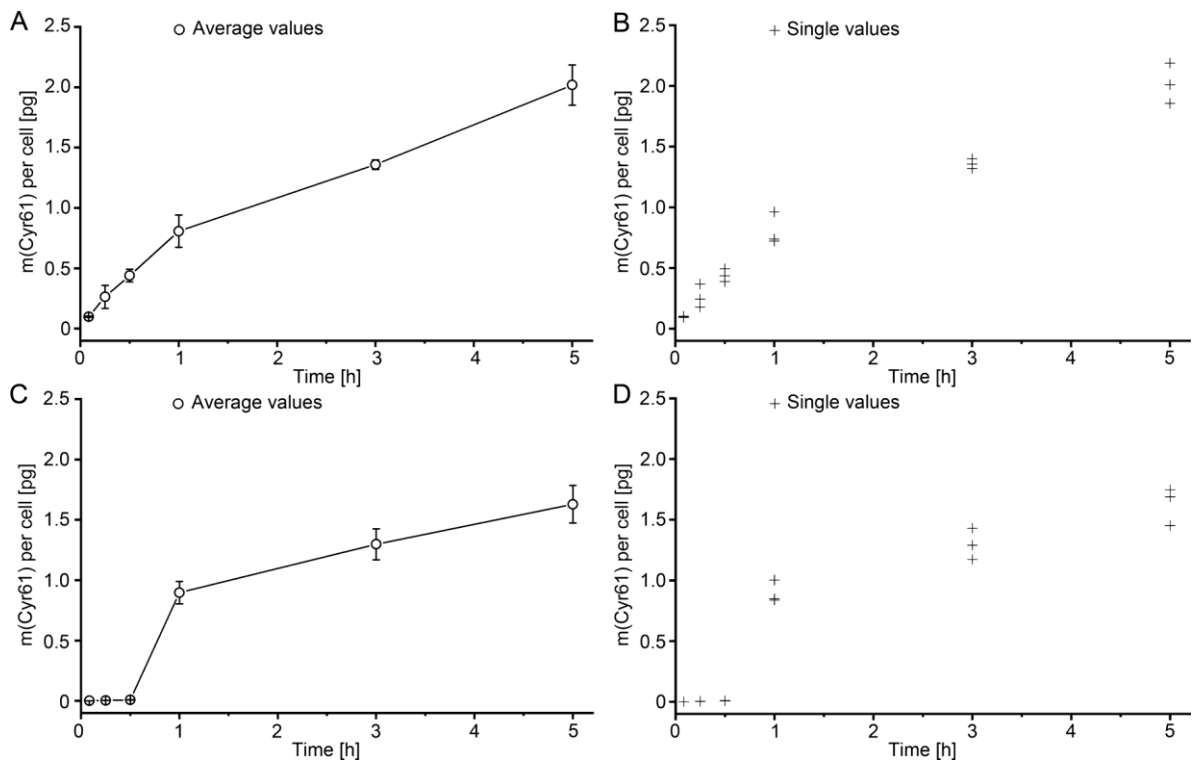 A
Average values
m(Cyr61) per cell [pg]
2.5
2.0
1.5
1.0
0.5
0
0 1 2 3 4 5
Time [h]
B
Single values
m(Cyr61) per cell [pg]
2.5
2.0
1.5
1.0
0.5
0
0 1 2 3 4 5
Time [h]
C
Average values
m(Cyr61) per cell [pg]
2.5
2.0
1.5
1.0
0.5
0
0 1 2 3 4 5
Time [h]
D
Single values
m(Cyr61) per cell [pg]
2.5
2.0
1.5
1.0
0.5
0
0 1 2 3 4 5
Time [h]